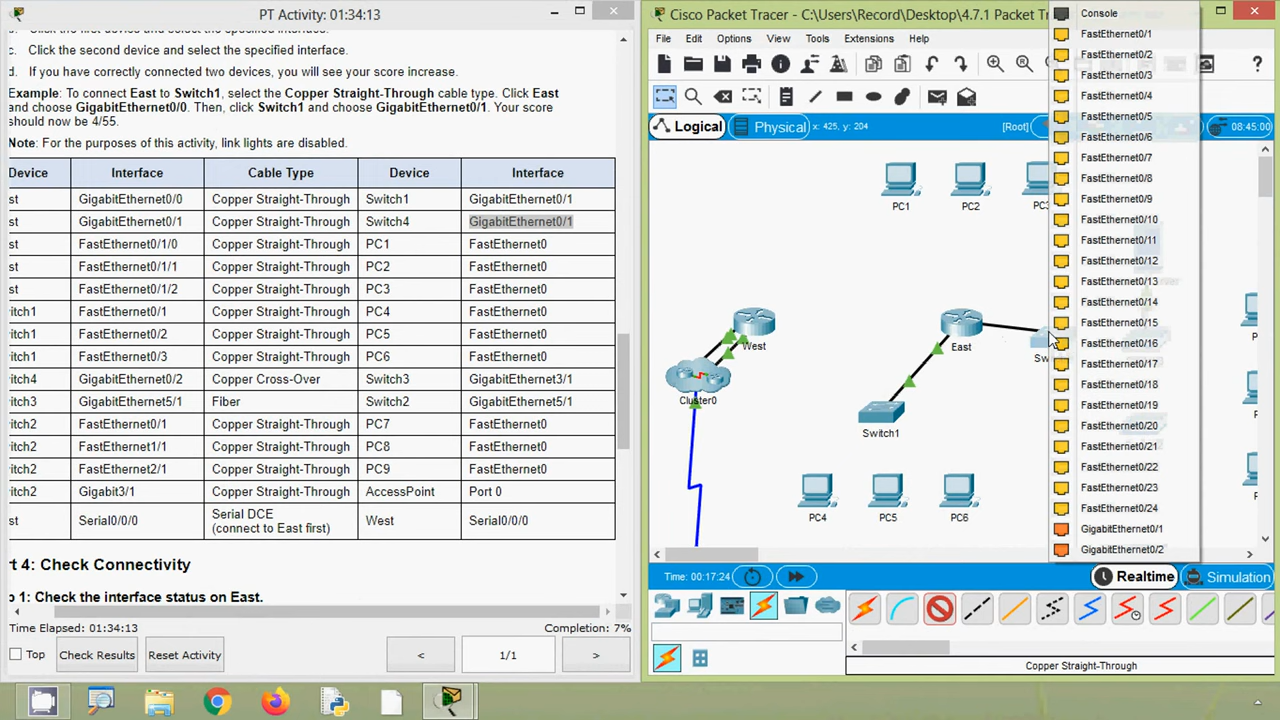 PT Activity: 01:34:13
c. Click the second device and select the specified interface.
d. If you have correctly connected two devices, you will see your score increase.
Example: To connect East to Switch1, select the Copper Straight-Through cable type. Click East
and choose GigabitEthernet0/0. Then, click Switch1 and choose GigabitEthernet0/1. Your score
should now be 4/55.
Note: For the purposes of this activity, link lights are disabled.
Device Interface Cable Type Device Interface
st GigabitEthernet0/0 Copper Straight-Through Switch1 GigabitEthernet0/1
st GigabitEthernet0/1 Copper Straight-Through Switch4 GigabitEthernet0/1
st FastEthernet0/1/0 Copper Straight-Through PC1 FastEthernet0
st FastEthernet0/1/1 Copper Straight-Through PC2 FastEthernet0
st FastEthernet0/1/2 Copper Straight-Through PC3 FastEthernet0
itch1 FastEthernet0/1 Copper Straight-Through PC4 FastEthernet0
itch1 FastEthernet0/2 Copper Straight-Through PC5 FastEthernet0
itch1 FastEthernet0/3 Copper Straight-Through PC6 FastEthernet0
itch4 GigabitEthernet0/2 Copper Cross-Over Switch3 GigabitEthernet3/1
itch3 GigabitEthernet5/1 Fiber Switch2 GigabitEthernet5/1
itch2 FastEthernet0/1 Copper Straight-Through PC7 FastEthernet0
itch2 FastEthernet1/1 Copper Straight-Through PC8 FastEthernet0
itch2 FastEthernet2/1 Copper Straight-Through PC9 FastEthernet0
itch2 Gigabit3/1 Copper Straight-Through AccessPoint Port 0
st Serial0/0/0 Serial DCE (connect to East first) West Serial0/0/0
rt 4: Check Connectivity
p 1: Check the interface status on East.
Time Elapsed: 01:34:13 Completion: 7%
Top Check Results Reset Activity < 1/1 >
Cisco Packet Tracer - C:\Users\Record\Desktop\4.7.1 Packet Tr
File Edit Options View Tools Extensions Help
Logical Physical x: 425, y: 204 [Root] 08:45:00
PC1 PC2 PC3
West East Sw
Cluster0
Switch1
PC4 PC5 PC6
P
Console
FastEthernet0/1
FastEthernet0/2
FastEthernet0/3
FastEthernet0/4
FastEthernet0/5
FastEthernet0/6
FastEthernet0/7
FastEthernet0/8
FastEthernet0/9
FastEthernet0/10
FastEthernet0/11
FastEthernet0/12
FastEthernet0/13
FastEthernet0/14
FastEthernet0/15
FastEthernet0/16
FastEthernet0/17
FastEthernet0/18
FastEthernet0/19
FastEthernet0/20
FastEthernet0/21
FastEthernet0/22
FastEthernet0/23
FastEthernet0/24
GigabitEthernet0/1
GigabitEthernet0/2
Time: 00:17:24 Realtime Simulation
Copper Straight-Through